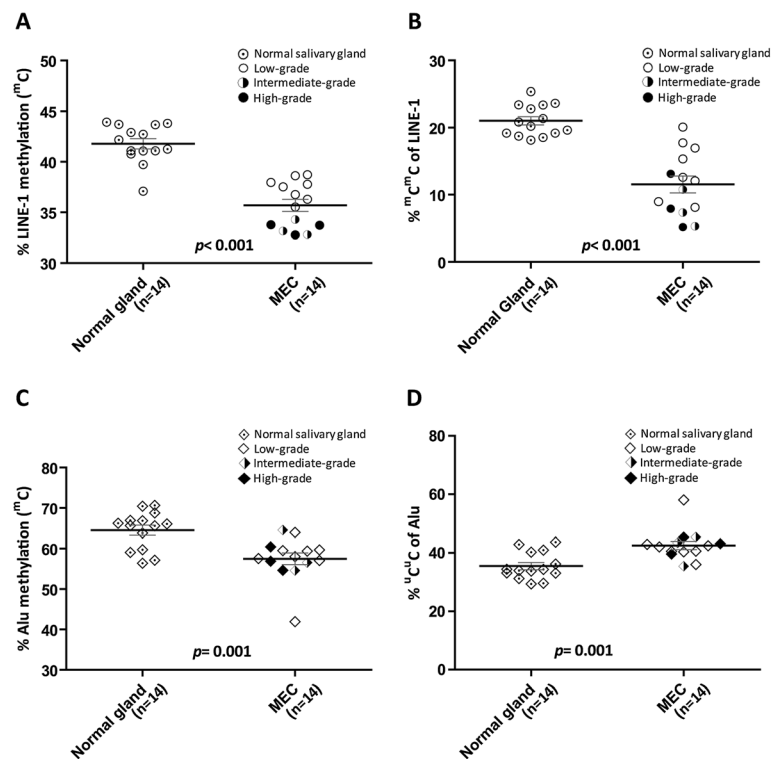 A
Normal salivary gland
Low-grade
Intermediate-grade
High-grade
% LINE-1 methylation (ᵐC)
50
45
40
35
30
p< 0.001
Normal gland
(n=14)
MEC
(n=14)
B
Normal salivary gland
Low-grade
Intermediate-grade
High-grade
% ᵐCᵐC of LINE-1
30
20
10
0
p< 0.001
Normal Gland
(n=14)
MEC
(n=14)
C
Normal salivary gland
Low-grade
Intermediate-grade
High-grade
% Alu methylation (ᵐC)
80
70
60
50
40
30
p= 0.001
Normal gland
(n=14)
MEC
(n=14)
D
Normal salivary gland
Low-grade
Intermediate-grade
High-grade
% ᵘCᵘC of Alu
80
60
40
20
0
p= 0.001
Normal gland
(n=14)
MEC
(n=14)